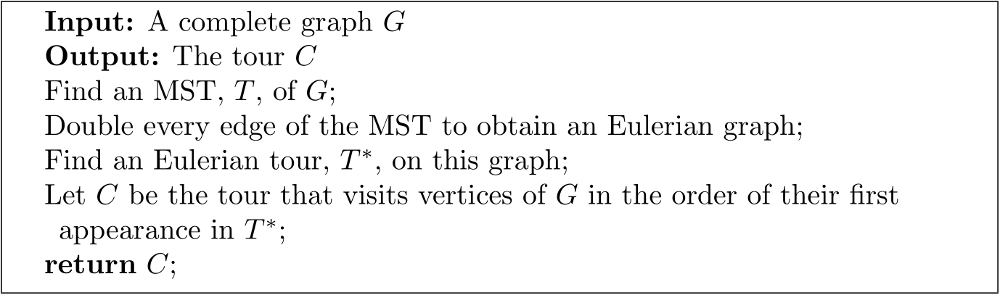 Input: A complete graph G
Output: The tour C
Find an MST, T, of G;
Double every edge of the MST to obtain an Eulerian graph;
Find an Eulerian tour, T*, on this graph;
Let C be the tour that visits vertices of G in the order of their first
appearance in T*;
return C;